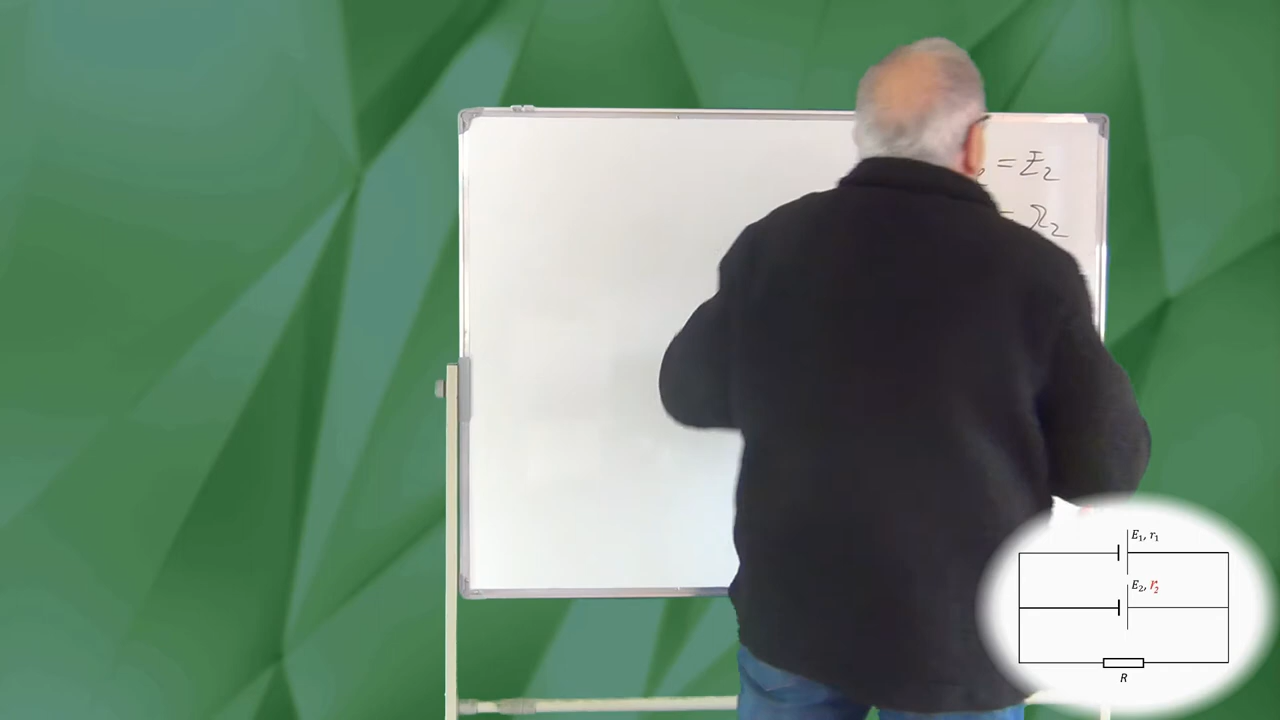 = E₂
= r₂
E₁, r₁
E₂, r₂
R